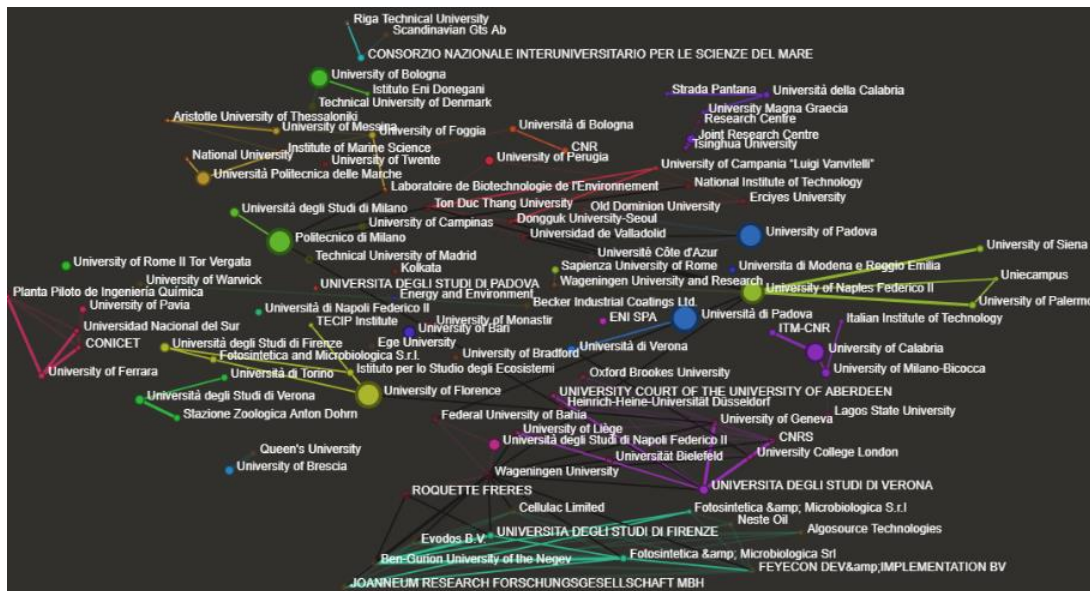 Riga Technical University
Scandinavian Gts Ab
CONSORZIO NAZIONALE INTERUNIVERSITARIO PER LE SCIENZE DEL MARE
University of Bologna
Istituto Eni Donegani
Technical University of Denmark
Strada Pantana
Università della Calabria
University Magna Graecia
Research Centre
Aristotle University of Thessaloniki
University of Messina
University of Foggia
Università di Bologna
Joint Research Centre
Tsinghua University
Institute of Marine Science
CNR
National University
University of Twente
University of Perugia
University of Campania "Luigi Vanvitelli"
Università Politecnica delle Marche
Laboratoire de Biotechnologie de l'Environnement
National Institute of Technology
Erciyes University
Ton Duc Thang University
Old Dominion University
Università degli Studi di Milano
University of Campinas
Dongguk University-Seoul
Politecnico di Milano
Universidad de Valladolid
University of Padova
University of Siena
Technical University of Madrid
Université Côte d'Azur
University of Rome II Tor Vergata
Kolkata
Sapienza University of Rome
Universita di Modena e Reggio Emilia
Uniecampus
University of Warwick
UNIVERSITA DEGLI STUDI DI PADOVA
Wageningen University and Research
University of Naples Federico II
Planta Piloto de Ingeniería Química
Energy and Environment
Becker Industrial Coatings Ltd.
University of Palermo
University of Pavia
Università di Napoli Federico II
Università di Padova
Italian Institute of Technology
TECIP Institute
University of Monastir
ENI SPA
Universidad Nacional del Sur
University of Bari
ITM-CNR
CONICET
Università degli Studi di Firenze
Ege University
Università di Verona
University of Calabria
Fotosintetica and Microbiologica S.r.l.
University of Bradford
University of Ferrara
Università di Torino
Istituto per lo Studio degli Ecosistemi
Oxford Brookes University
University of Milano-Bicocca
Università degli Studi di Verona
University of Florence
UNIVERSITY COURT OF THE UNIVERSITY OF ABERDEEN
Heinrich-Heine-Universität Düsseldorf
Stazione Zoologica Anton Dohrn
Federal University of Bahia
University of Geneva
Lagos State University
University of Liège
Università degli Studi di Napoli Federico II
CNRS
Queen's University
Universität Bielefeld
University College London
University of Brescia
Wageningen University
UNIVERSITA DEGLI STUDI DI VERONA
ROQUETTE FRERES
Cellulac Limited
Fotosintetica &amp; Microbiologica S.r.l
Neste Oil
UNIVERSITA DEGLI STUDI DI FIRENZE
Algosource Technologies
Evodos B.V.
Ben-Gurion University of the Negev
Fotosintetica &amp; Microbiologica Srl
FEYECON DEV&amp;IMPLEMENTATION BV
JOANNEUM RESEARCH FORSCHUNGSGESELLSCHAFT MBH